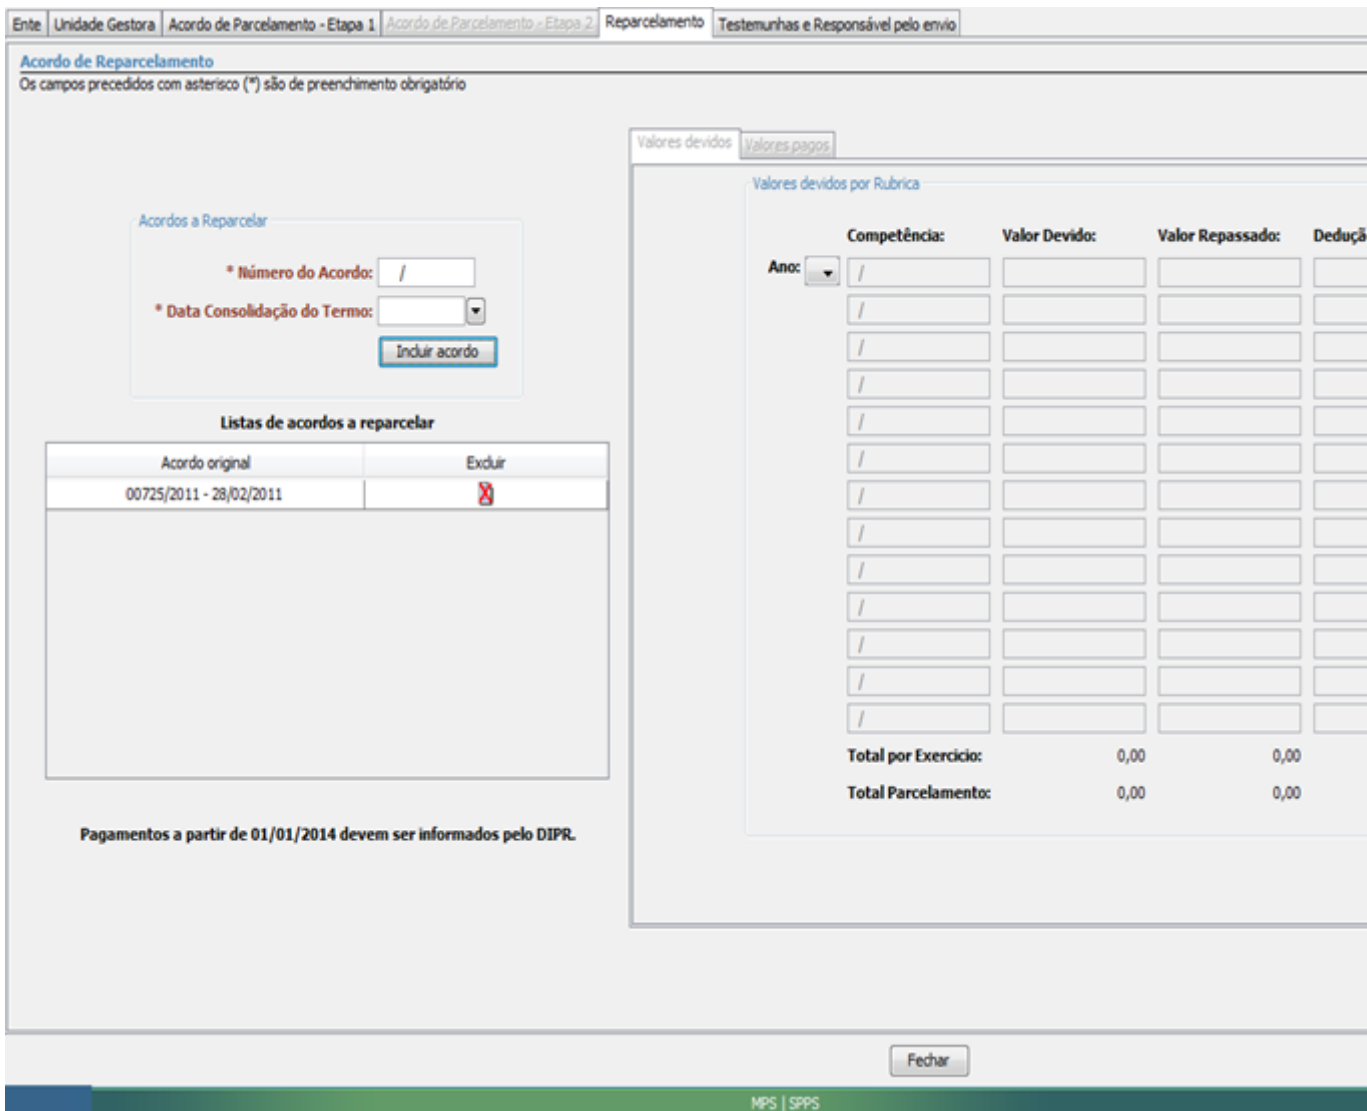 Ente Unidade Gestora Acordo de Parcelamento - Etapa 1 Acordo de Parcelamento - Etapa 2 Reparcelamento Testemunhas e Responsável pelo envio
Acordo de Reparcelamento
Os campos precedidos com asterisco (*) são de preenchimento obrigatório
Valores devidos Valores pagos
Valores devidos por Rubrica
Acordos a Reparcelar
Competência: Valor Devido: Valor Repassado: Deduçã
* Número do Acordo: /
Ano: /
* Data Consolidação do Termo:
/
Incluir acordo
/
/
Listas de acordos a reparcelar
/
Acordo original Excluir
/
00725/2011 - 28/02/2011
/
/
/
/
/
/
/
Total por Exercicio: 0,00 0,00
Total Parcelamento: 0,00 0,00
Pagamentos a partir de 01/01/2014 devem ser informados pelo DIPR.
Fechar
MPS | SPPS